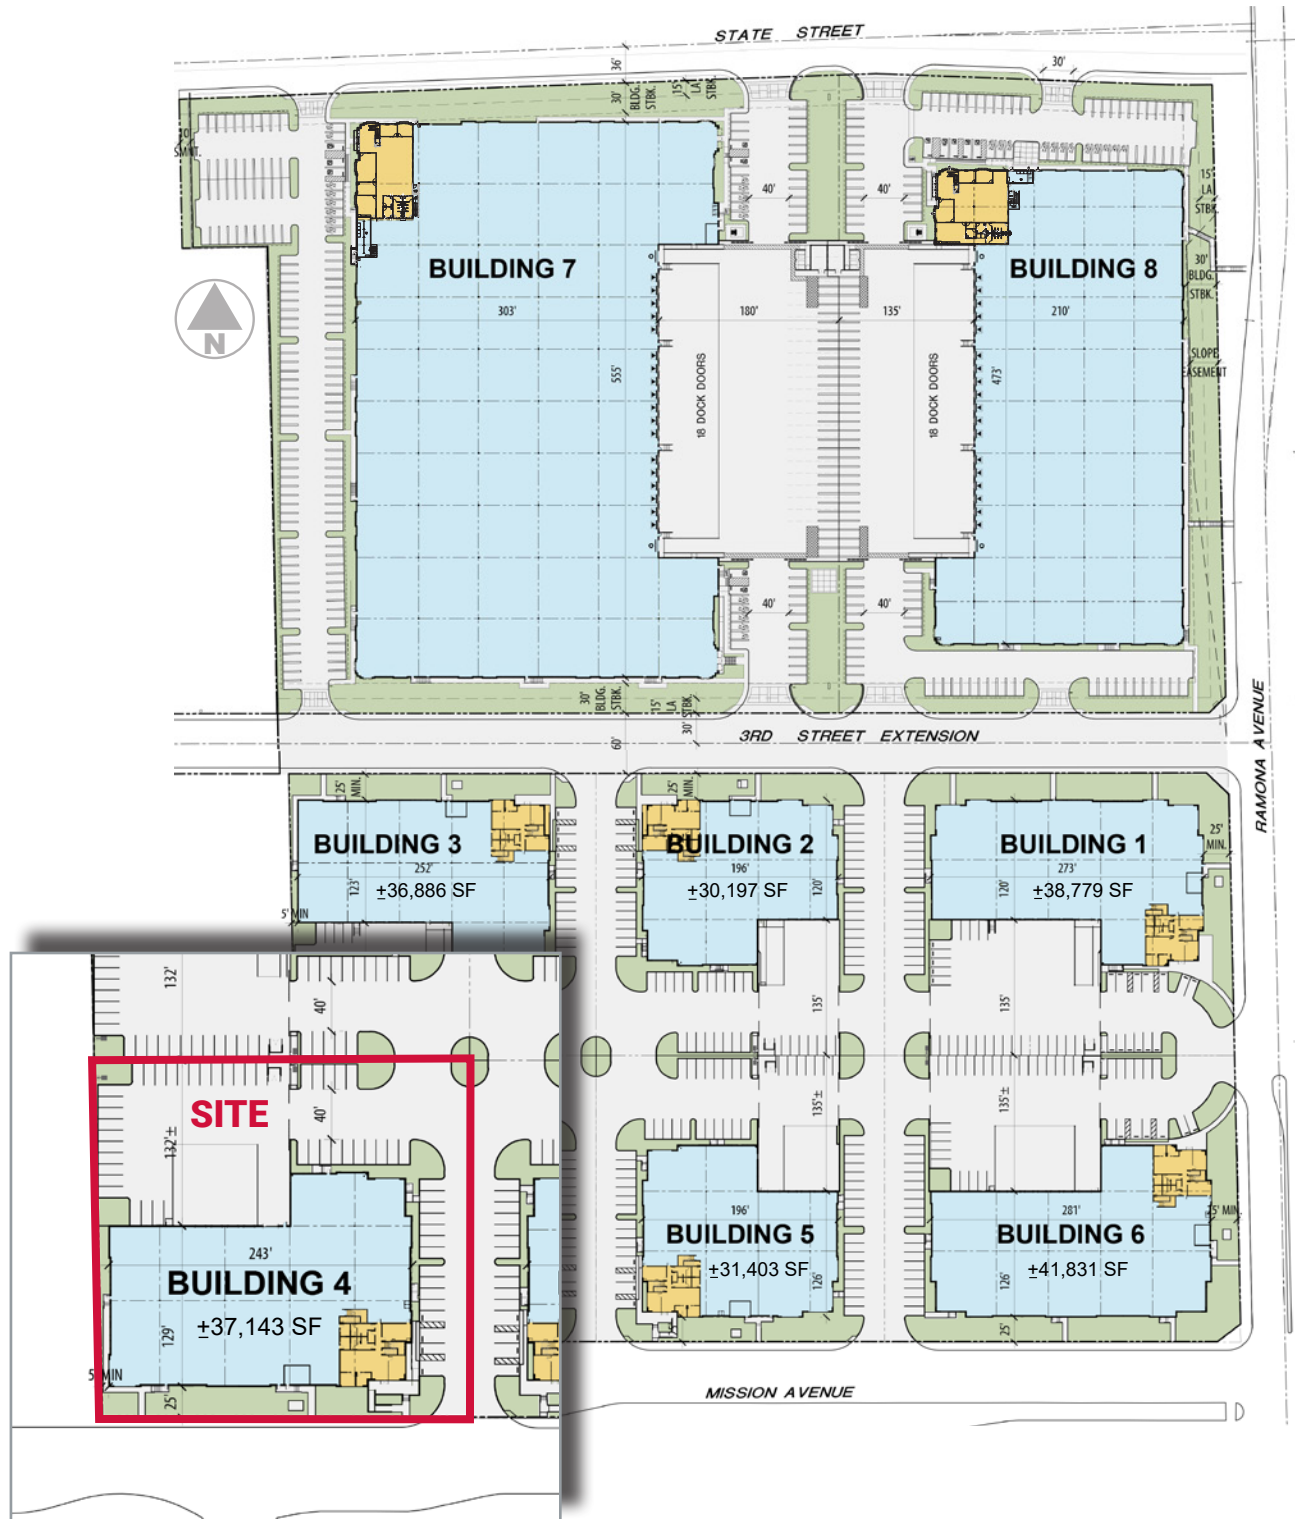 STATE STREET
36'
30'
BLDG.
STBK.
15'
LA
STBK.
30'
SMNT.
40'
40'
15'
LA
STBK.
N
BUILDING 7
BUILDING 8
30'
BLDG.
STBK.
303'
180'
135'
210'
555'
18 DOCK DOORS
18 DOCK DOORS
473'
SLOPE
EASEMENT
40'
40'
30'
BLDG.
STBK.
15'
LA
STBK.
30'
60'
3RD STREET EXTENSION
RAMONA AVENUE
25'
MIN.
25'
MIN.
25'
MIN.
BUILDING 3
252'
±36,886 SF
123'
BUILDING 2
196'
±30,197 SF
120'
BUILDING 1
273'
±38,779 SF
120'
5' MIN
132'
40'
135'
135'
SITE
132'±
40'
135'±
135'±
243'
BUILDING 4
±37,143 SF
129'
5' MIN
25'
196'
BUILDING 5
±31,403 SF
126'
281'
BUILDING 6
±41,831 SF
126'
25'
MISSION AVENUE